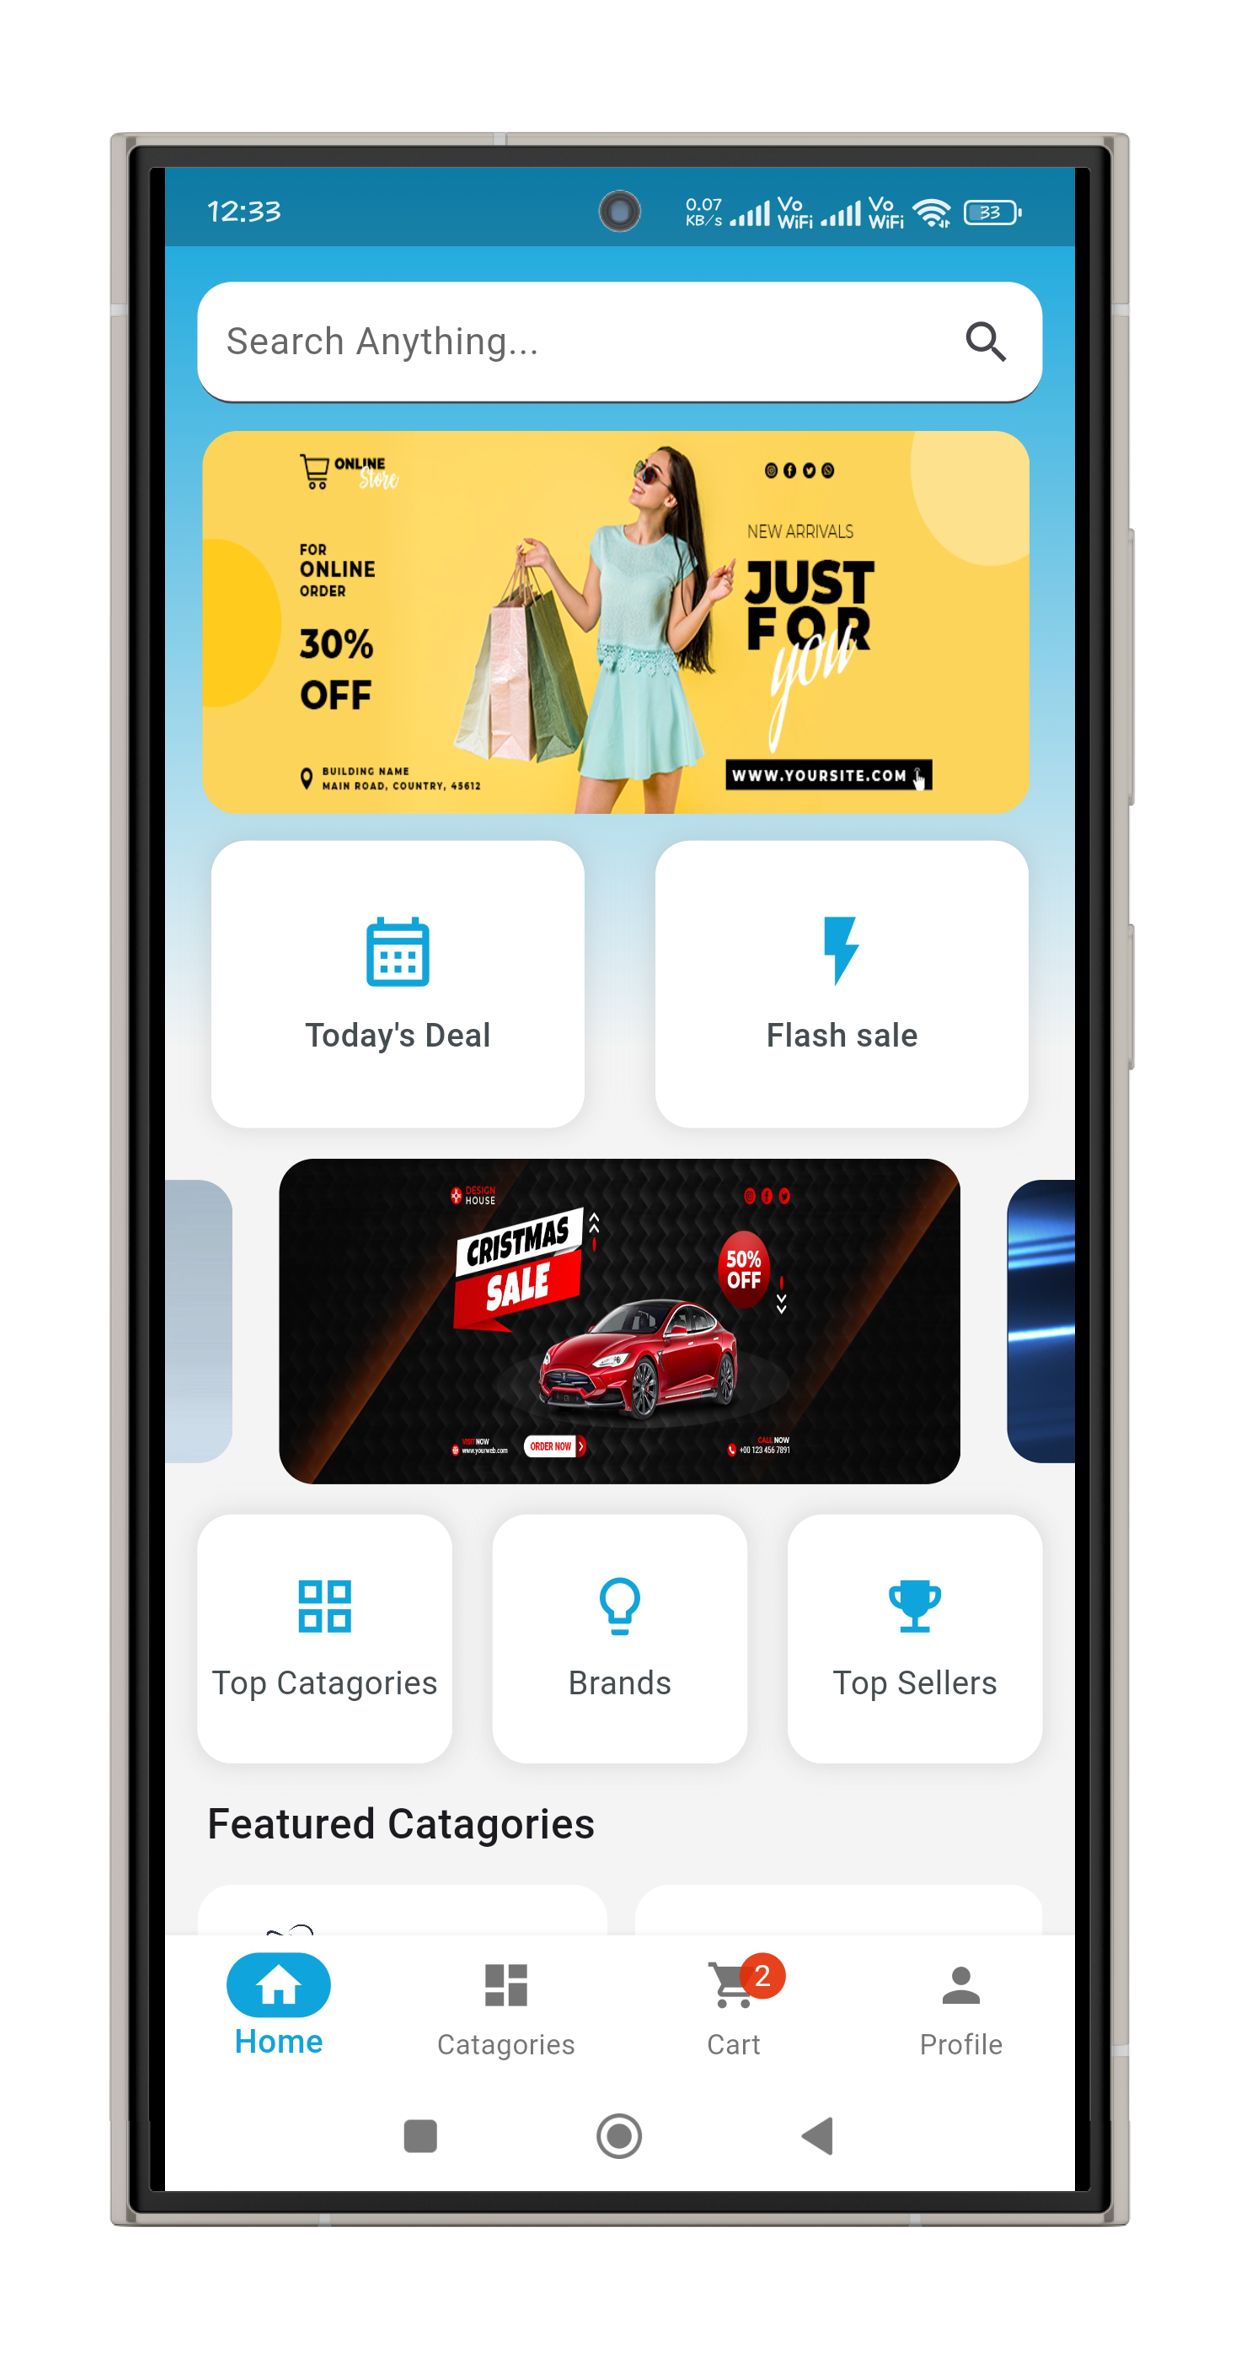 12:33
0.07
KB/s
Vo
WiFi
Vo
WiFi
33
Search Anything...
ONLINE
Store
FOR
ONLINE
ORDER
30%
OFF
BUILDING NAME
MAIN ROAD, COUNTRY, 45612
NEW ARRIVALS
JUST
FOR
you
WWW.YOURSITE.COM
Today's Deal
Flash sale
DESIGN
HOUSE
CRISTMAS
SALE
50%
OFF
VISIT NOW
www.yourweb.com
ORDER NOW
CALL NOW
+00 123 456 7891
Top Catagories
Brands
Top Sellers
Featured Catagories
Home
Catagories
2
Cart
Profile